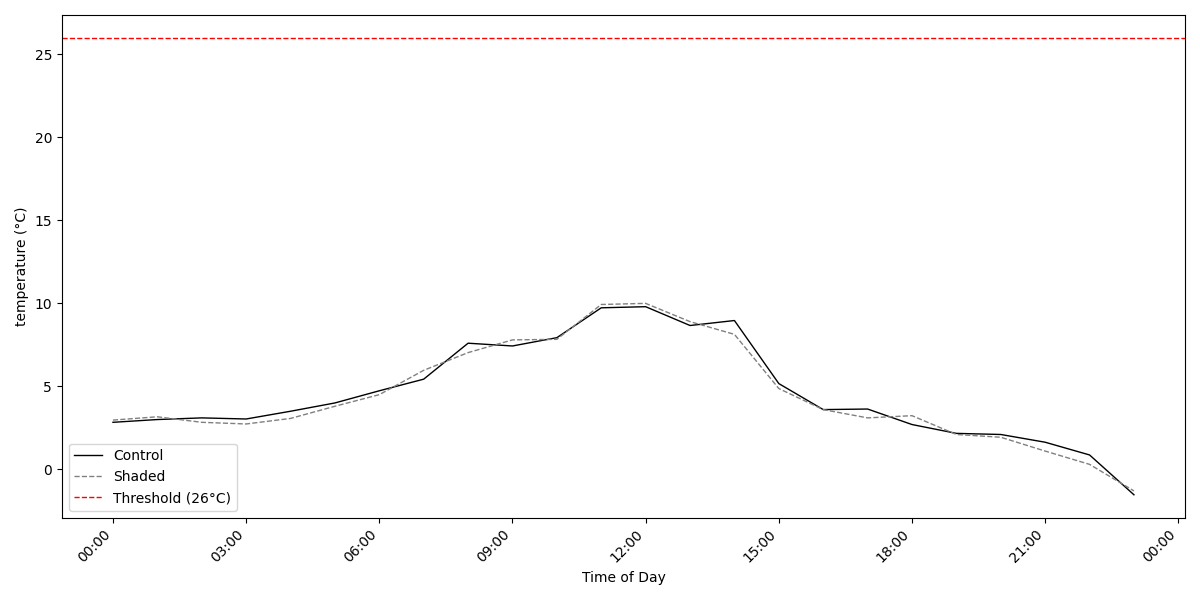 25
20
15
10
5
0
temperature (°C)
Control
Shaded
Threshold (26°C)
00:00 03:00 06:00 09:00 12:00 15:00 18:00 21:00 00:00
Time of Day